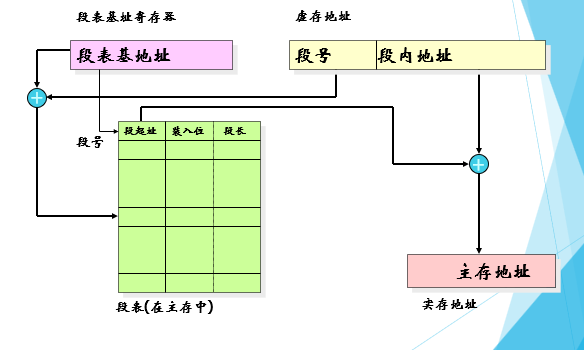 段表基址寄存器
虚存地址
段表基地址
段号 段内地址
段号
段起址 装入位 段长
主存地址
段表(在主存中)
实存地址